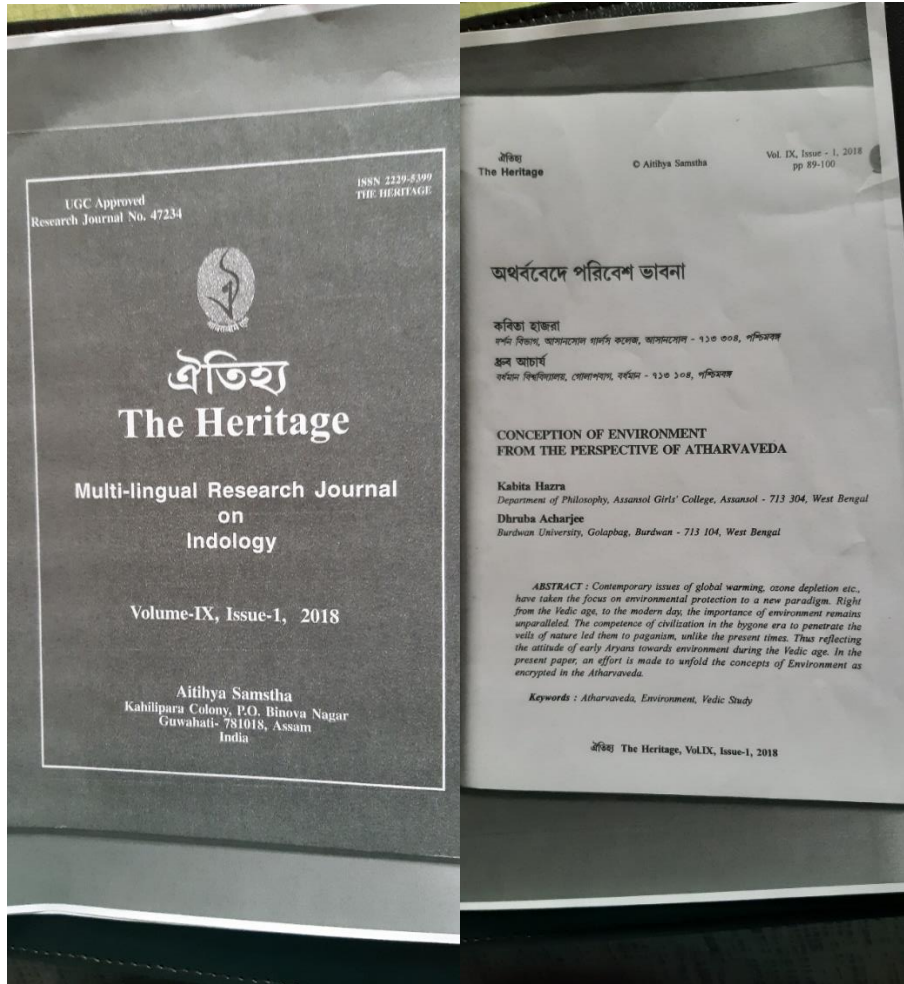 UGC Approved
Research Journal No. 47234
ISSN 2229-5399
THE HERITAGE
ঐতিহ্য
The Heritage
Multi-lingual Research Journal
on
Indology
Volume-IX, Issue-1, 2018
Aitihya Samstha
Kahilipara Colony, P.O. Binova Nagar
Guwahati- 781018, Assam
India
ঐতিহ্য
The Heritage
© Aitihya Samstha
Vol. IX, Issue - 1, 2018
pp 89-100
অথর্ববেদে পরিবেশ ভাবনা
কবিতা হাজরা
দর্শন বিভাগ, আসানসোল গার্লস কলেজ, আসানসোল - ৭১৩ ৩০৪, পশ্চিমবঙ্গ
ধ্রুব আচার্য
বর্ধমান বিশ্ববিদ্যালয়, গোলাপবাগ, বর্ধমান - ৭১৩ ১০৪, পশ্চিমবঙ্গ
CONCEPTION OF ENVIRONMENT
FROM THE PERSPECTIVE OF ATHARVAVEDA
Kabita Hazra
Department of Philosophy, Assansol Girls' College, Assansol - 713 304, West Bengal
Dhruba Acharjee
Burdwan University, Golapbag, Burdwan - 713 104, West Bengal
ABSTRACT : Contemporary issues of global warming, ozone depletion etc.,
have taken the focus on environmental protection to a new paradigm. Right
from the Vedic age, to the modern day, the importance of environment remains
unparalleled. The competence of civilization in the bygone era to penetrate the
veils of nature led them to paganism, unlike the present times. Thus reflecting
the attitude of early Aryans towards environment during the Vedic age. In the
present paper, an effort is made to unfold the concepts of Environment as
encrypted in the Atharvaveda.
Keywords : Atharvaveda, Environment, Vedic Study
ঐতিহ্য The Heritage, Vol.IX, Issue-1, 2018